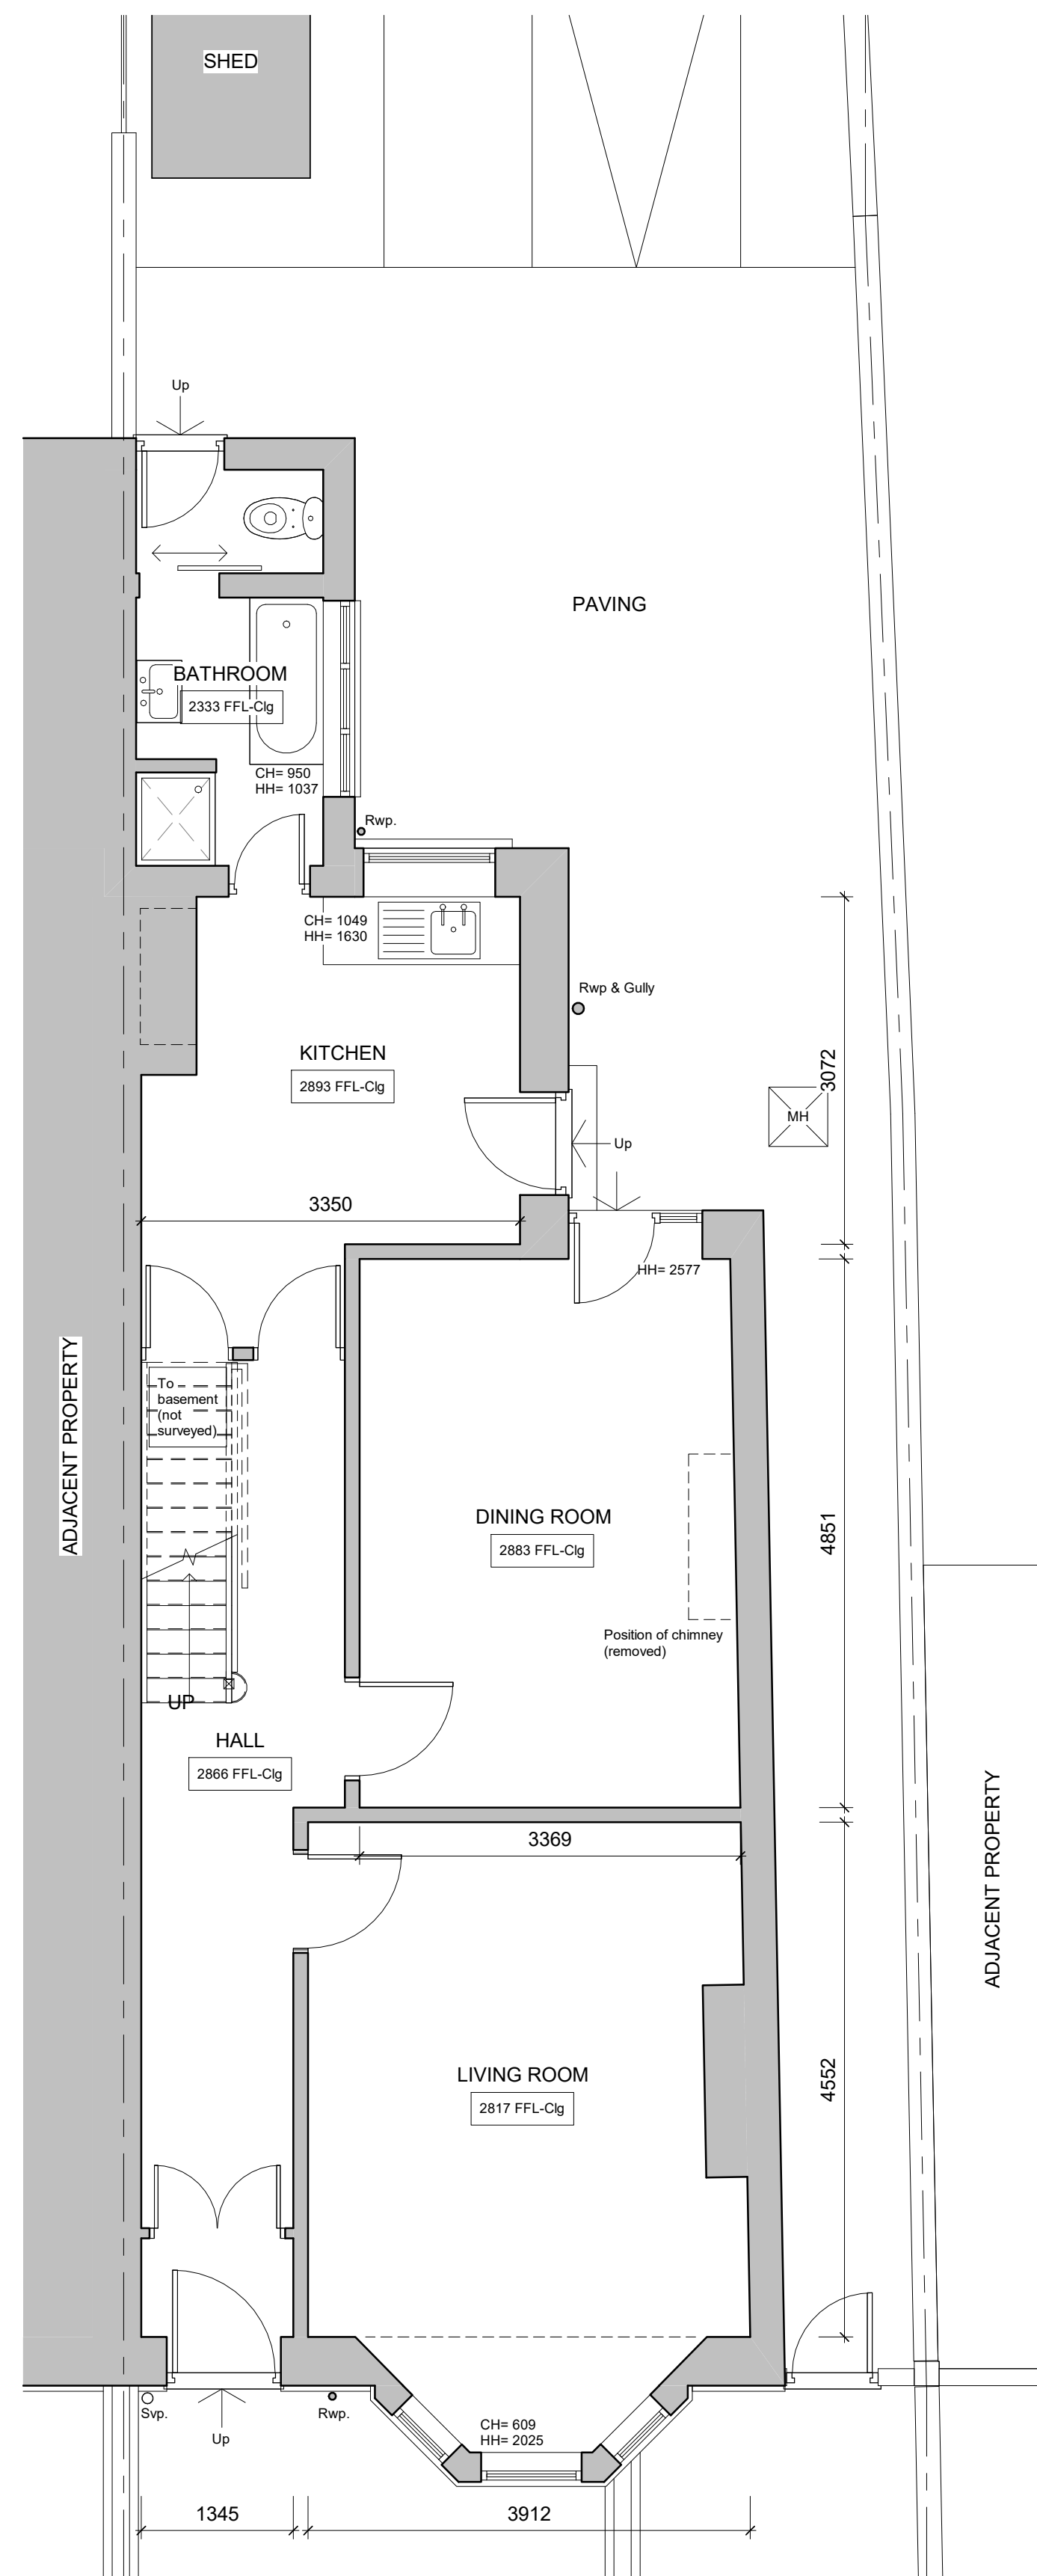 SHED
Up
PAVING
BATHROOM
2333 FFL-Clg
CH= 950
HH= 1037
Rwp.
CH= 1049
HH= 1630
Rwp & Gully
KITCHEN
2893 FFL-Clg
3072
MH
Up
3350
HH= 2577
To
basement
(not
surveyed)
ADJACENT PROPERTY
DINING ROOM
2883 FFL-Clg
4851
Position of chimney
(removed)
UP
HALL
2866 FFL-Clg
3369
ADJACENT PROPERTY
LIVING ROOM
2817 FFL-Clg
4552
Svp.
Rwp.
Up
CH= 609
HH= 2025
1345
3912